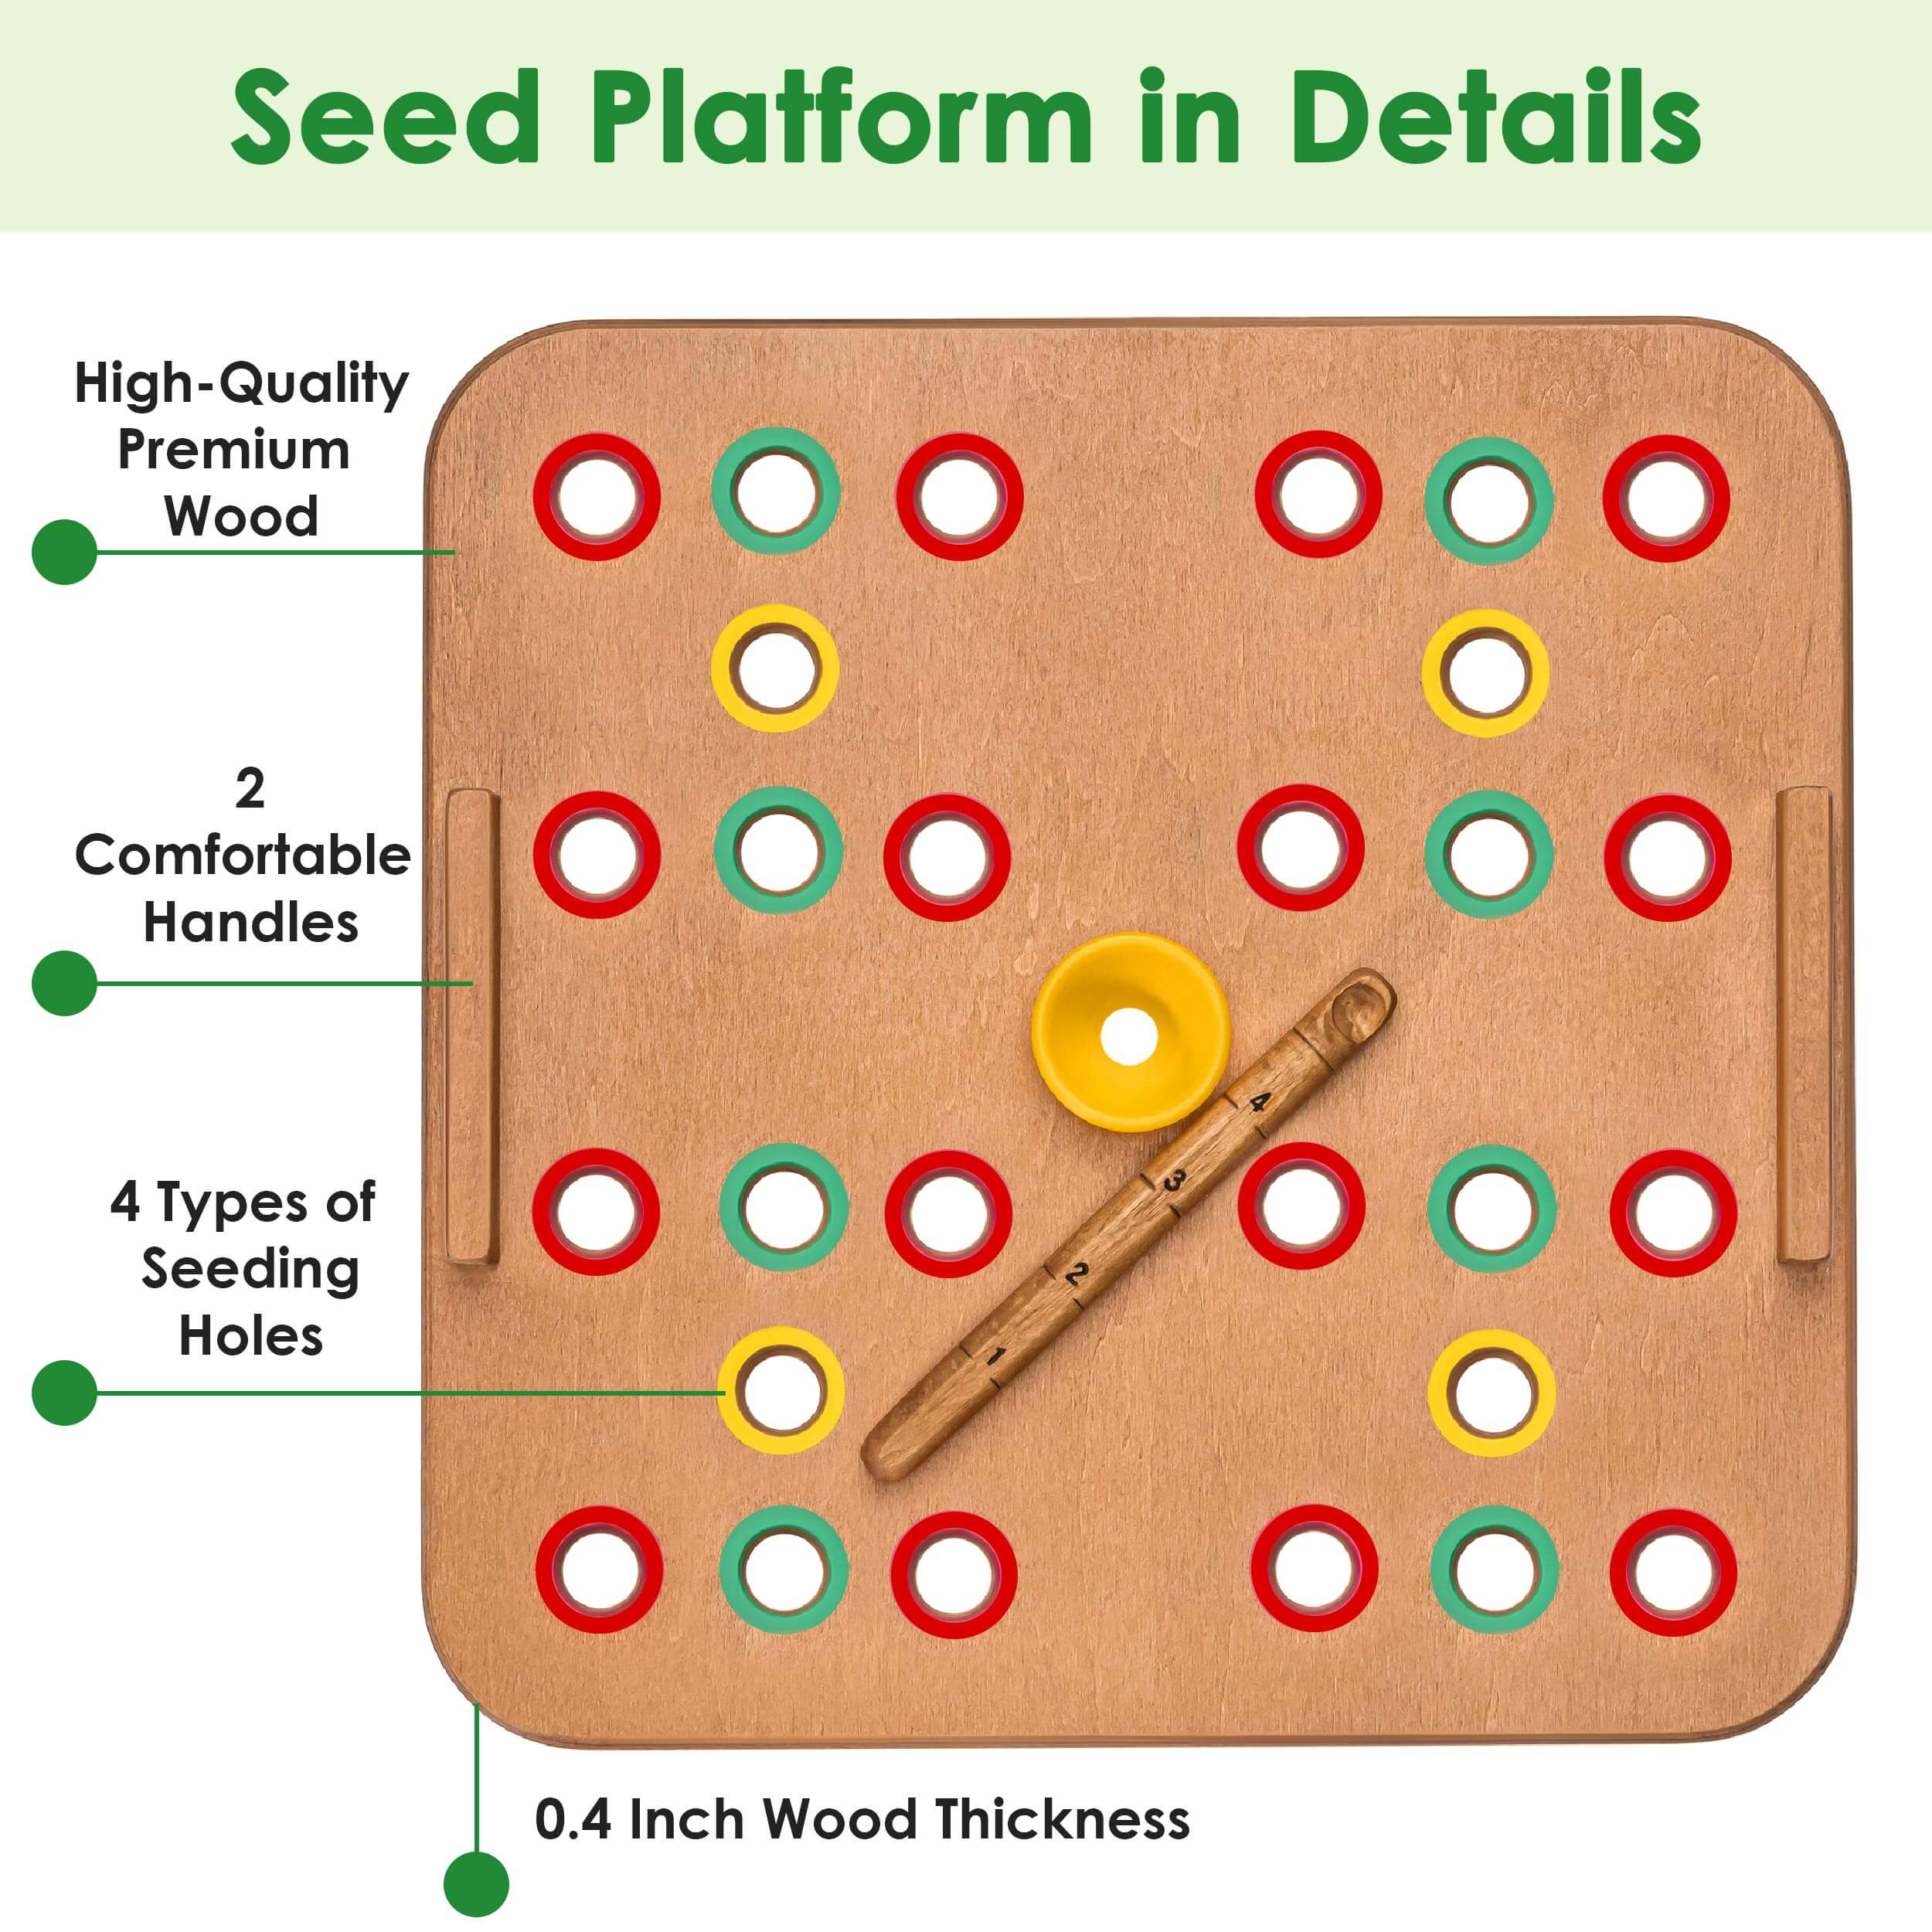 Seed Platform in Details
High-Quality
Premium
Wood
2
Comfortable
Handles
4
3
4 Types of
Seeding
Holes
2
1
0.4 Inch Wood Thickness